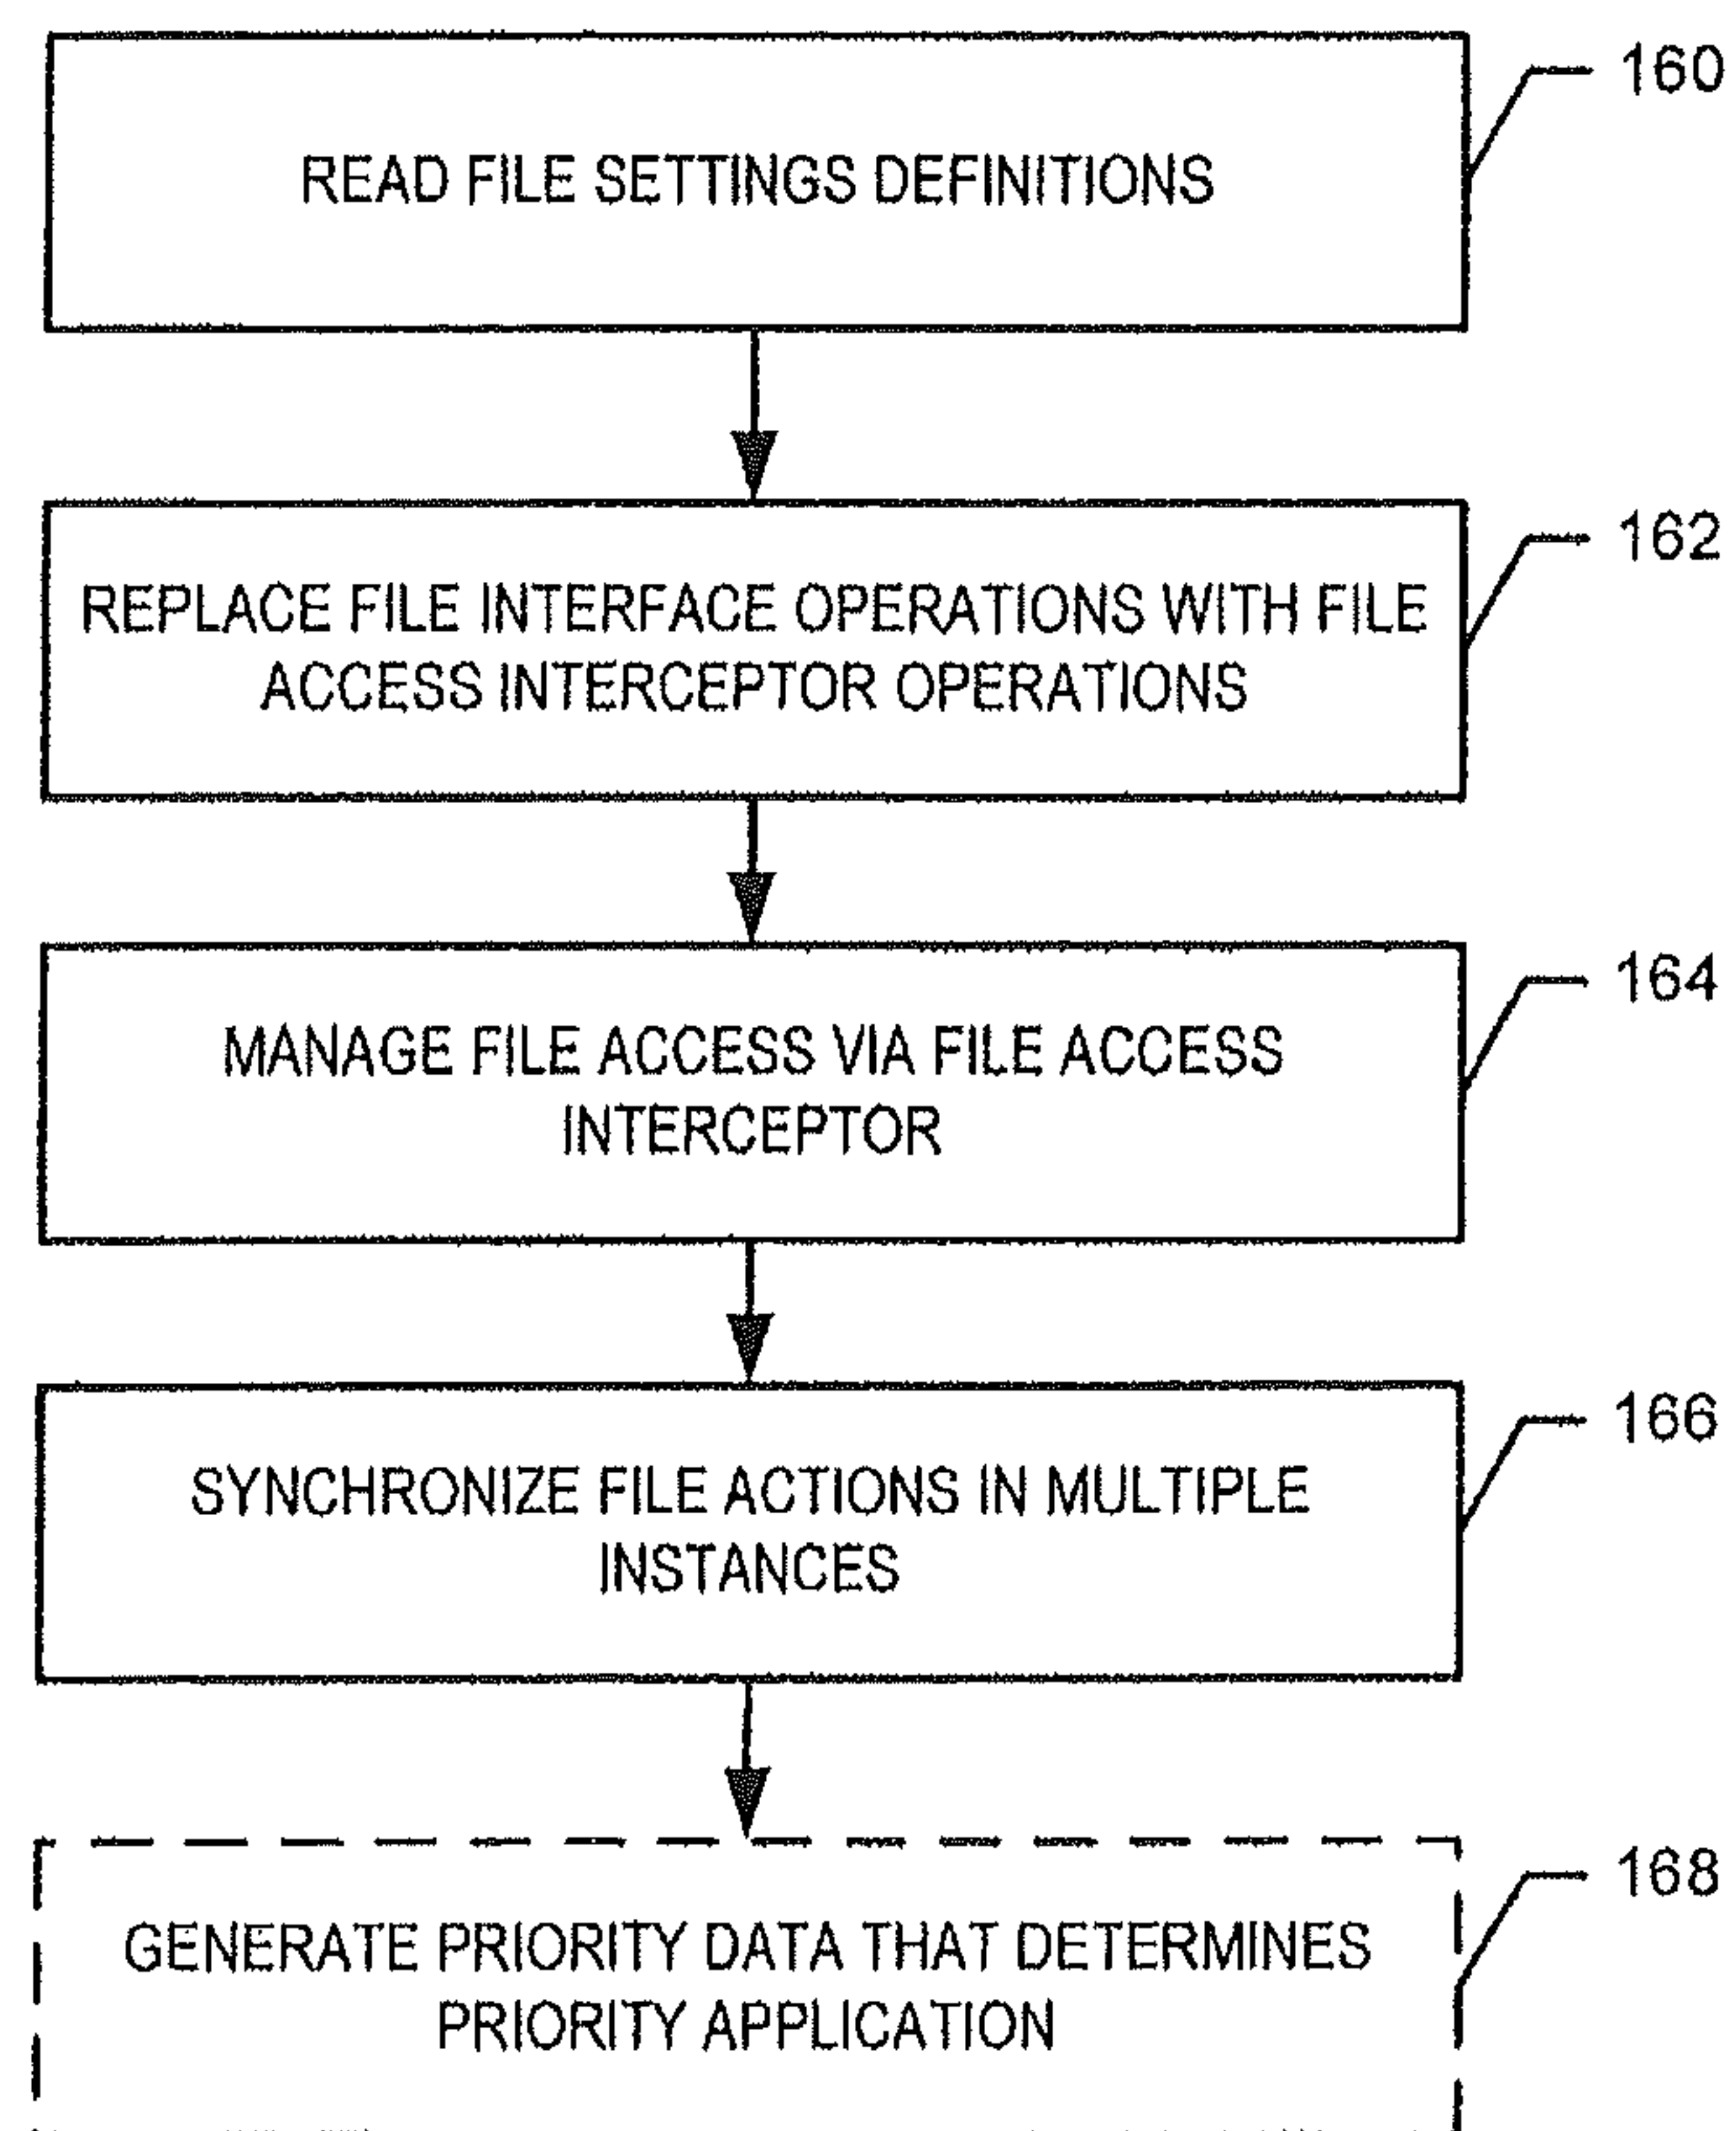 160
READ FILE SETTINGS DEFINITIONS
162
REPLACE FILE INTERFACE OPERATIONS WITH FILE
ACCESS INTERCEPTOR OPERATIONS
164
MANAGE FILE ACCESS VIA FILE ACCESS
INTERCEPTOR
166
SYNCHRONIZE FILE ACTIONS IN MULTIPLE
INSTANCES
168
GENERATE PRIORITY DATA THAT DETERMINES
PRIORITY APPLICATION